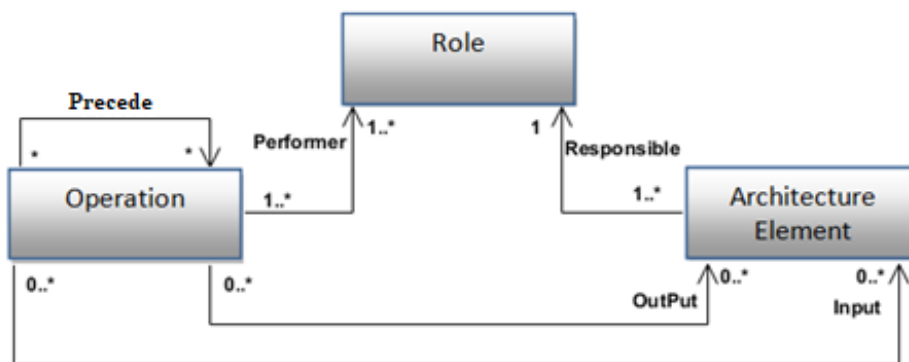 Role
Precede
Performer
1..*
1
Responsible
*
*
Operation
1..*
1..*
Architecture
Element
0..*
0..*
OutPut
0..*
0..*
Input